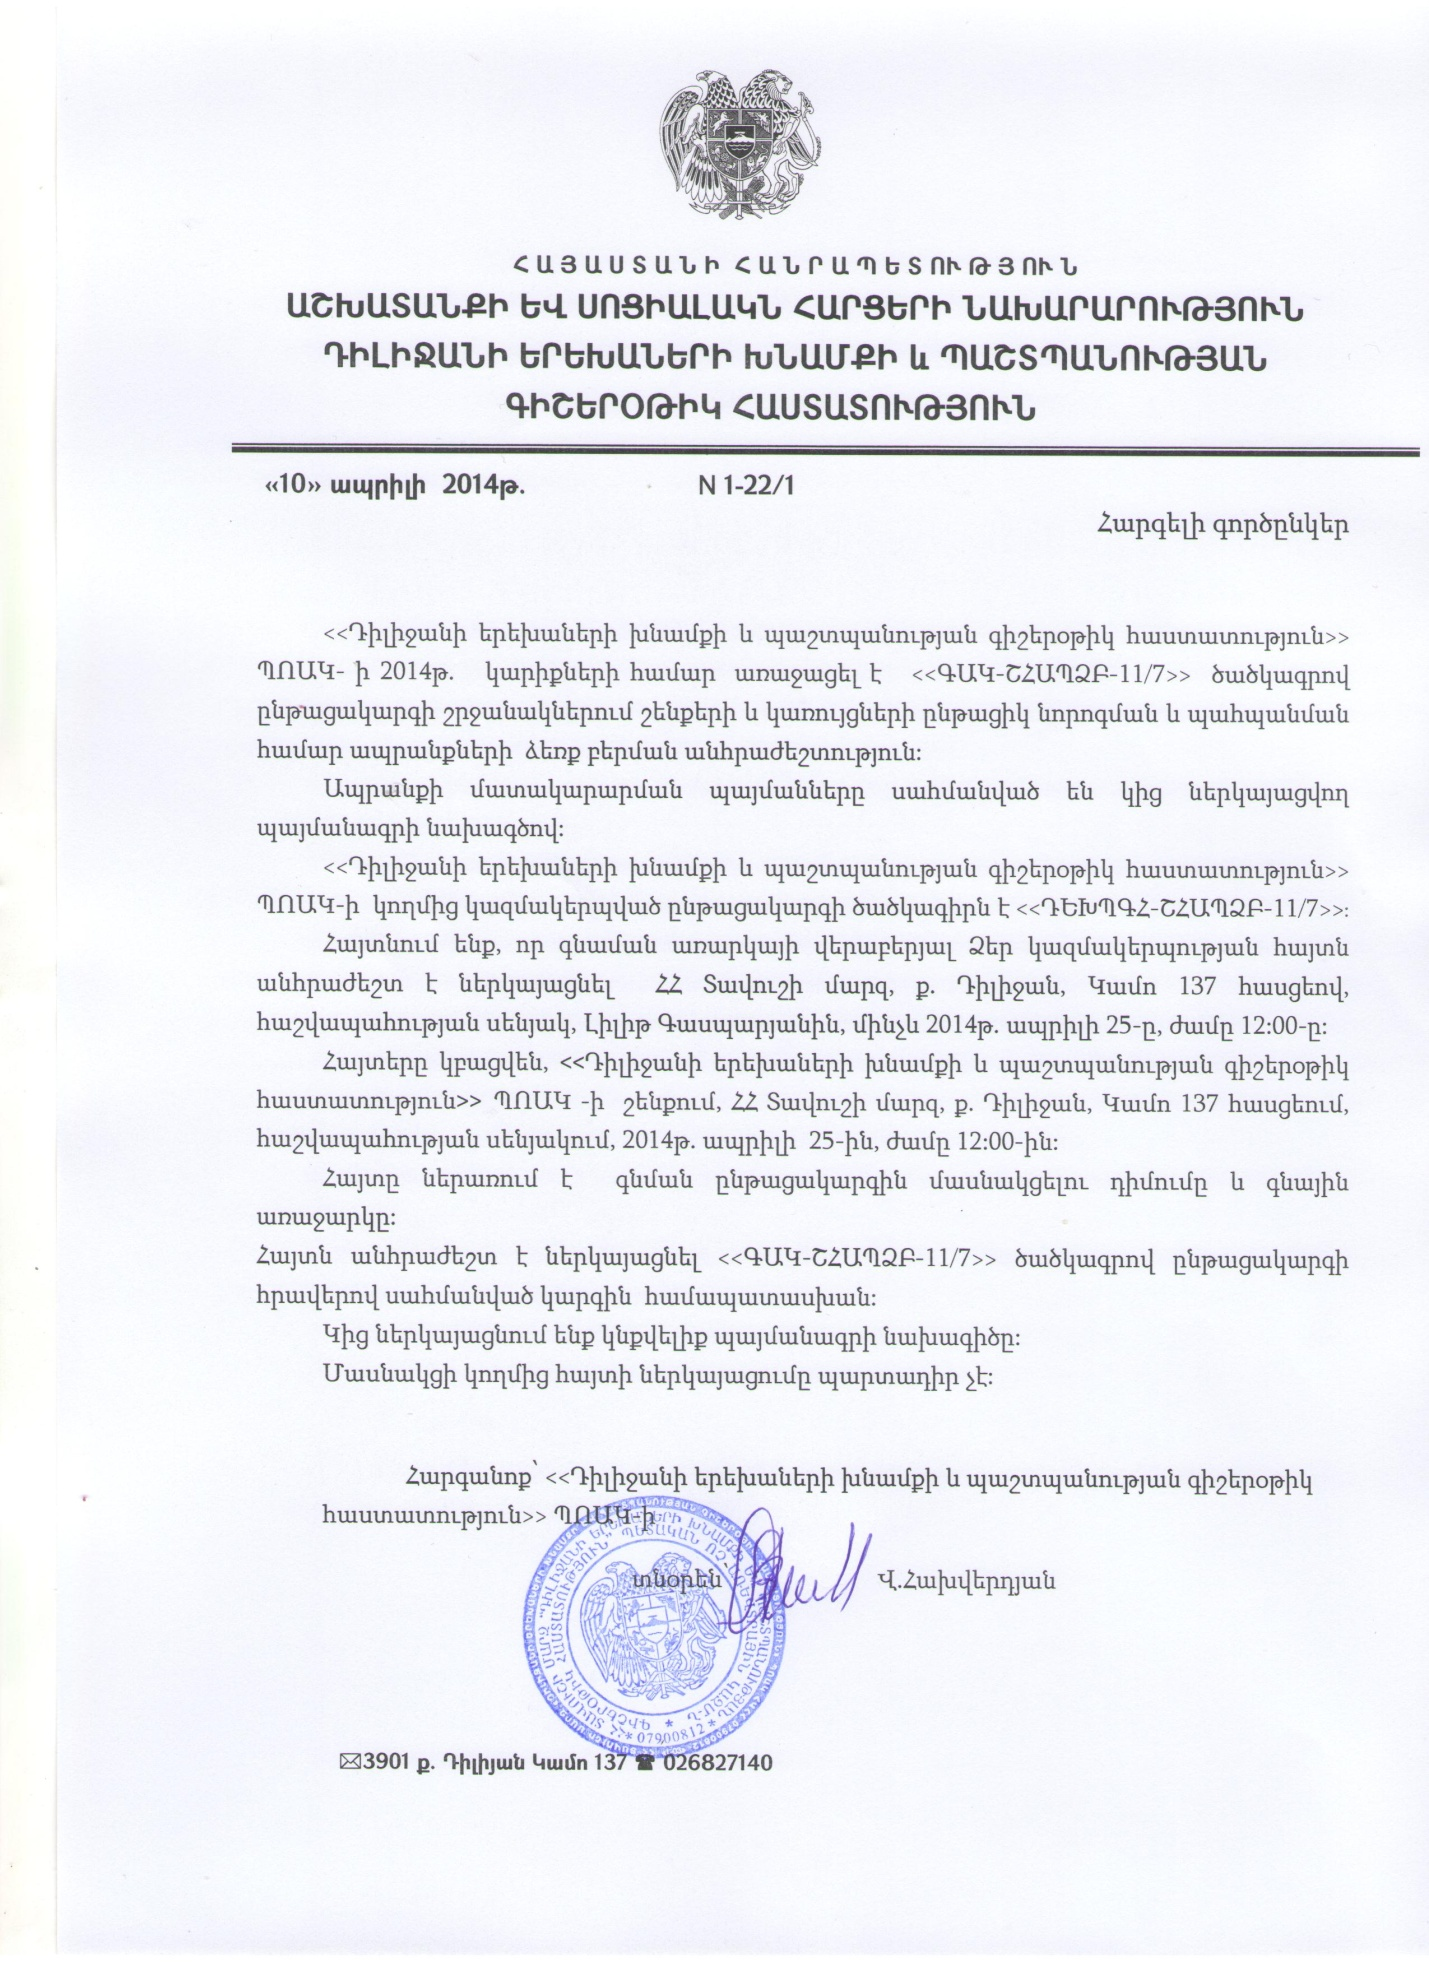 ՀԱՅԱՍՏԱՆԻ ՀԱՆՐԱՊԵՏՈՒԹՅՈՒՆ
ԱՇԽԱՏԱՆՔԻ ԵՎ ՍՈՑԻԱԼԱԿՆ ՀԱՐՑԵՐԻ ՆԱԽԱՐԱՐՈՒԹՅՈՒՆ
ԴԻԼԻՋԱՆԻ ԵՐԵԽԱՆԵՐԻ ԽՆԱՄՔԻ և ՊԱՇՏՊԱՆՈՒԹՅԱՆ
ԳԻՇԵՐՕԹԻԿ ՀԱՍՏԱՏՈՒԹՅՈՒՆ
«10» ապրիլի 2014թ. N 1-22/1
Հարգելի գործընկեր
<<Դիլիջանի երեխաների խնամքի և պաշտպանության գիշերօթիկ հաստատություն>>
ՊՈԱԿ- ի 2014թ. կարիքների համար առաջացել է <<ԳԱԿ-ՇՀԱՊՁԲ-11/7>> ծածկագրով
ընթացակարգի շրջանակներում շենքերի և կառույցների ընթացիկ նորոգման և պահպանման
համար ապրանքների ձեռք բերման անհրաժեշտություն:
Ապրանքի մատակարարման պայմանները սահմանված են կից ներկայացվող
պայմանագրի նախագծով:
<<Դիլիջանի երեխաների խնամքի և պաշտպանության գիշերօթիկ հաստատություն>>
ՊՈԱԿ-ի կողմից կազմակերպված ընթացակարգի ծածկագիրն է <<ԴԵԽՊԳՀ-ՇՀԱՊՁԲ-11/7>>:
Հայտնում ենք, որ գնաման առարկայի վերաբերյալ Ձեր կազմակերպության հայտն
անհրաժեշտ է ներկայացնել ՀՀ Տավուշի մարզ, ք. Դիլիջան, Կամո 137 հասցեով,
հաշվապահության սենյակ, Լիլիթ Գասպարյանին, մինչև 2014թ. ապրիլի 25-ը, ժամը 12:00-ը:
Հայտերը կբացվեն, <<Դիլիջանի երեխաների խնամքի և պաշտպանության գիշերօթիկ
հաստատություն>> ՊՈԱԿ -ի շենքում, ՀՀ Տավուշի մարզ, ք. Դիլիջան, Կամո 137 հասցեում,
հաշվապահության սենյակում, 2014թ. ապրիլի 25-ին, ժամը 12:00-ին:
Հայտը ներառում է գնման ընթացակարգին մասնակցելու դիմումը և գնային
առաջարկը:
Հայտն անհրաժեշտ է ներկայացնել <<ԳԱԿ-ՇՀԱՊՁԲ-11/7>> ծածկագրով ընթացակարգի
հրավերով սահմանված կարգին համապատասխան:
Կից ներկայացնում ենք կնքվելիք պայմանագրի նախագիծը:
Մասնակցի կողմից հայտի ներկայացումը պարտադիր չէ:
Հարգանոք՝ <<Դիլիջանի երեխաների խնամքի և պաշտպանության գիշերօթիկ
հաստատություն>> ՊՈԱԿ-ի
տնօրեն՝ Վ.Հախվերդյան
07900812
✉3901 ք. Դիլիյան Կամո 137 ☎ 026827140